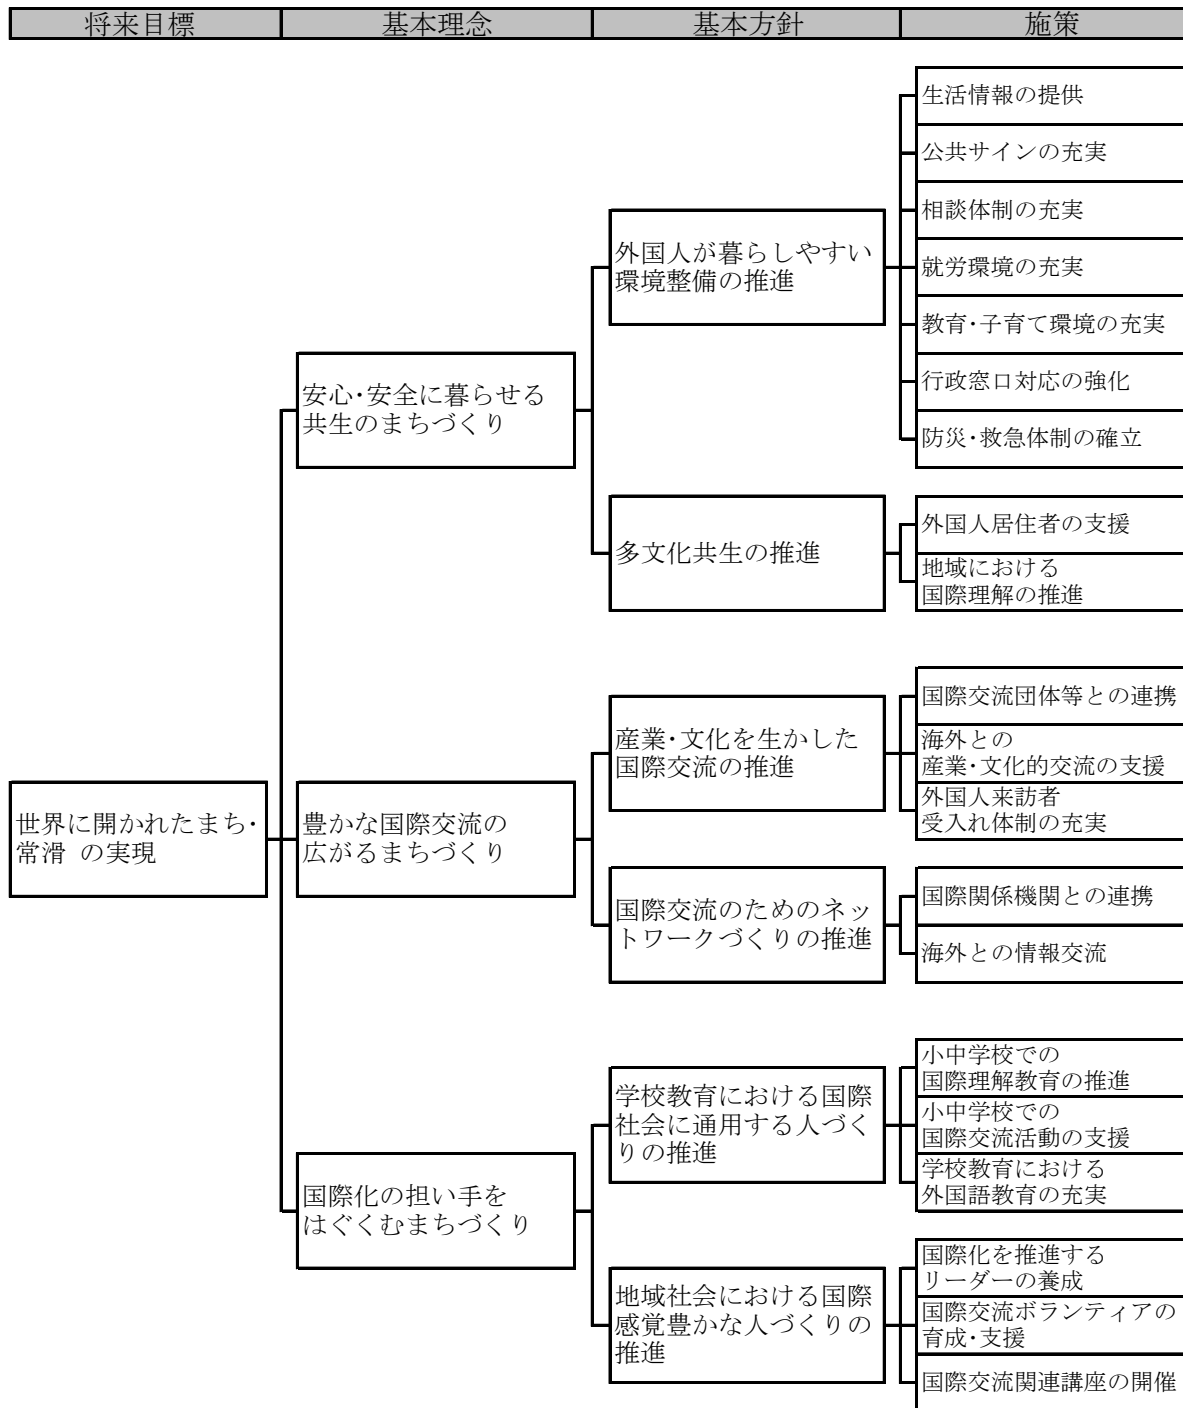 将来目標
基本理念
基本方針
施策
世界に開かれたまち・
常滑 の実現
安心・安全に暮らせる
共生のまちづくり
外国人が暮らしやすい
環境整備の推進
生活情報の提供
公共サインの充実
相談体制の充実
就労環境の充実
教育・子育て環境の充実
行政窓口対応の強化
防災・救急体制の確立
多文化共生の推進
外国人居住者の支援
地域における
国際理解の推進
豊かな国際交流の
広がるまちづくり
産業・文化を生かした
国際交流の推進
国際交流団体等との連携
海外との
産業・文化的交流の支援
外国人来訪者
受入れ体制の充実
国際交流のためのネッ
トワークづくりの推進
国際関係機関との連携
海外との情報交流
国際化の担い手を
はぐくむまちづくり
学校教育における国際
社会に通用する人づく
りの推進
小中学校での
国際理解教育の推進
小中学校での
国際交流活動の支援
学校教育における
外国語教育の充実
地域社会における国際
感覚豊かな人づくりの
推進
国際化を推進する
リーダーの養成
国際交流ボランティアの
育成・支援
国際交流関連講座の開催